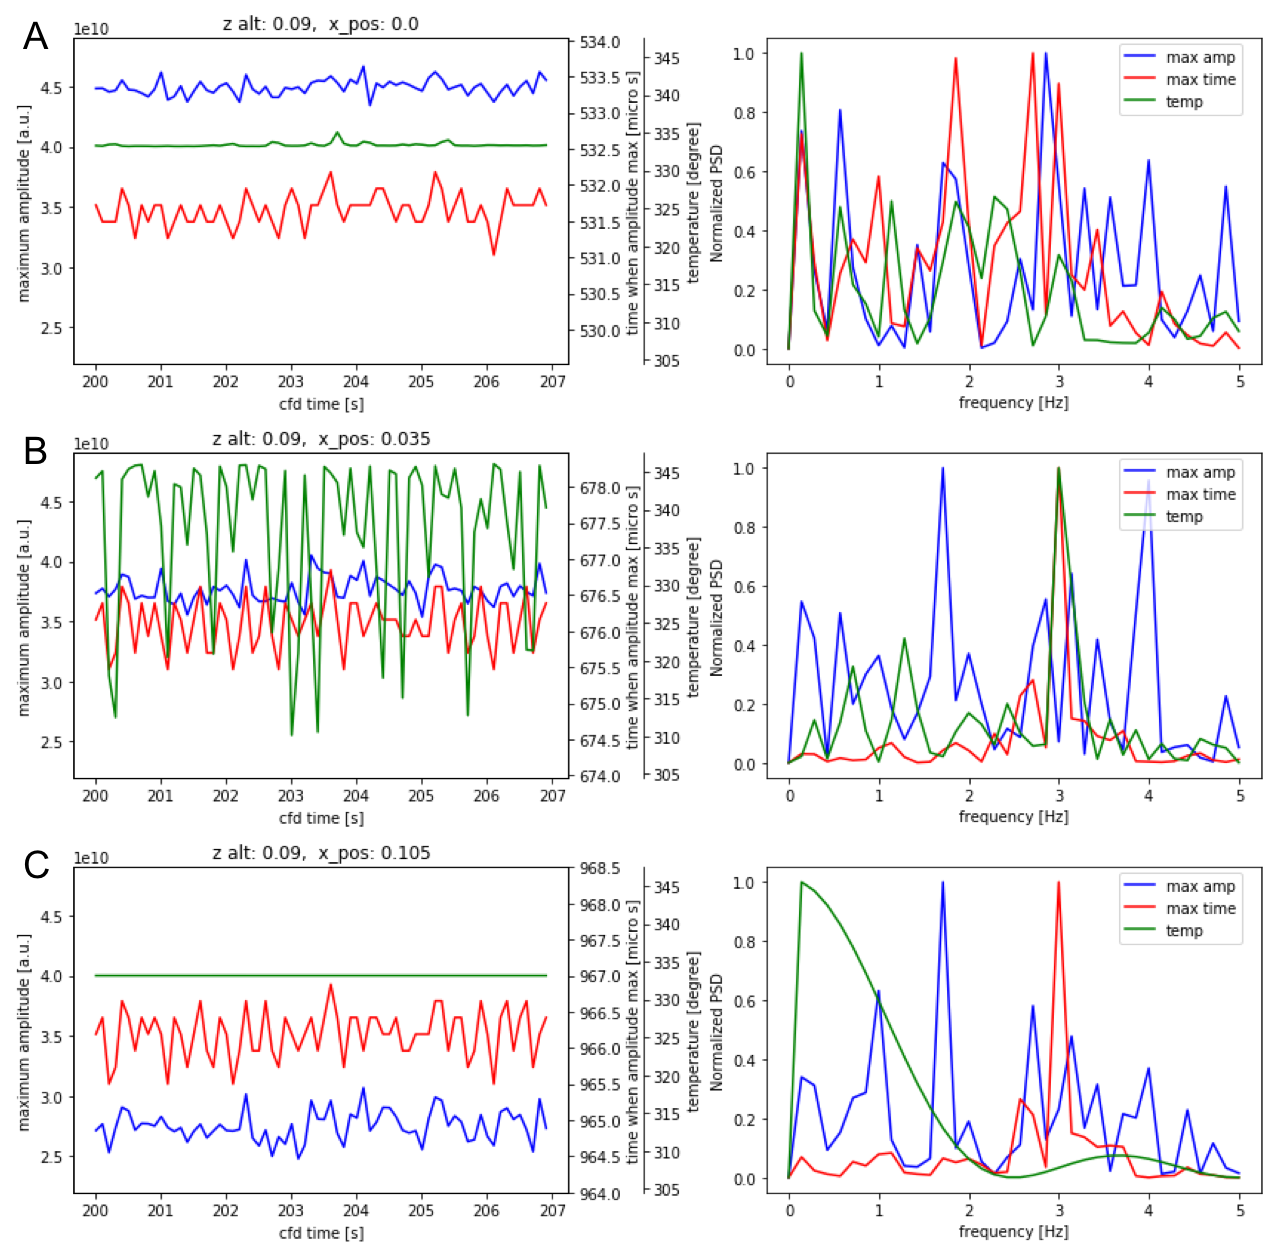 A
z alt: 0.09, x_pos: 0.0
1e10
maximum amplitude [a.u.]
4.5
4.0
3.5
3.0
2.5
200 201 202 203 204 205 206 207
cfd time [s]
534.0
533.5
533.0
532.5
532.0
531.5
531.0
530.5
530.0
time when amplitude max [micro s]
345
340
335
330
325
320
315
310
305
temperature [degree]
Normalized PSD
1.0
0.8
0.6
0.4
0.2
0.0
max amp
max time
temp
0 1 2 3 4 5
frequency [Hz]
B
z alt: 0.09, x_pos: 0.035
1e10
maximum amplitude [a.u.]
4.5
4.0
3.5
3.0
2.5
200 201 202 203 204 205 206 207
cfd time [s]
678.0
677.5
677.0
676.5
676.0
675.5
675.0
674.5
674.0
time when amplitude max [micro s]
345
340
335
330
325
320
315
310
305
temperature [degree]
Normalized PSD
1.0
0.8
0.6
0.4
0.2
0.0
max amp
max time
temp
0 1 2 3 4 5
frequency [Hz]
C
z alt: 0.09, x_pos: 0.105
1e10
maximum amplitude [a.u.]
4.5
4.0
3.5
3.0
2.5
200 201 202 203 204 205 206 207
cfd time [s]
968.5
968.0
967.5
967.0
966.5
966.0
965.5
965.0
964.5
964.0
time when amplitude max [micro s]
345
340
335
330
325
320
315
310
305
temperature [degree]
Normalized PSD
1.0
0.8
0.6
0.4
0.2
0.0
max amp
max time
temp
0 1 2 3 4 5
frequency [Hz]